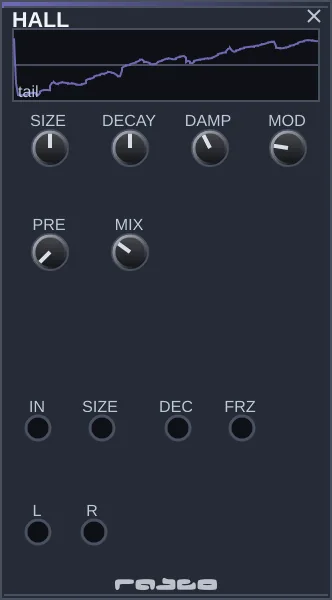 HALL
tail
SIZE DECAY DAMP MOD
PRE MIX
IN SIZE DEC FRZ
L R